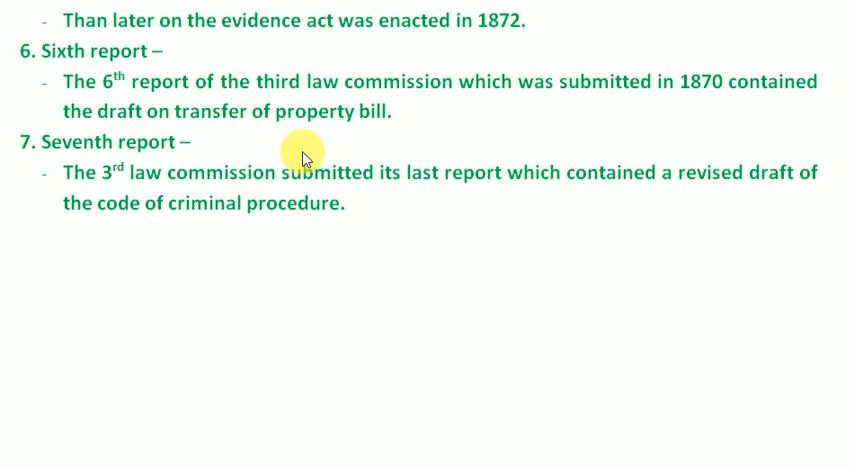 - Than later on the evidence act was enacted in 1872.
6. Sixth report –
- The 6th report of the third law commission which was submitted in 1870 contained
the draft on transfer of property bill.
7. Seventh report –
- The 3rd law commission submitted its last report which contained a revised draft of
the code of criminal procedure.